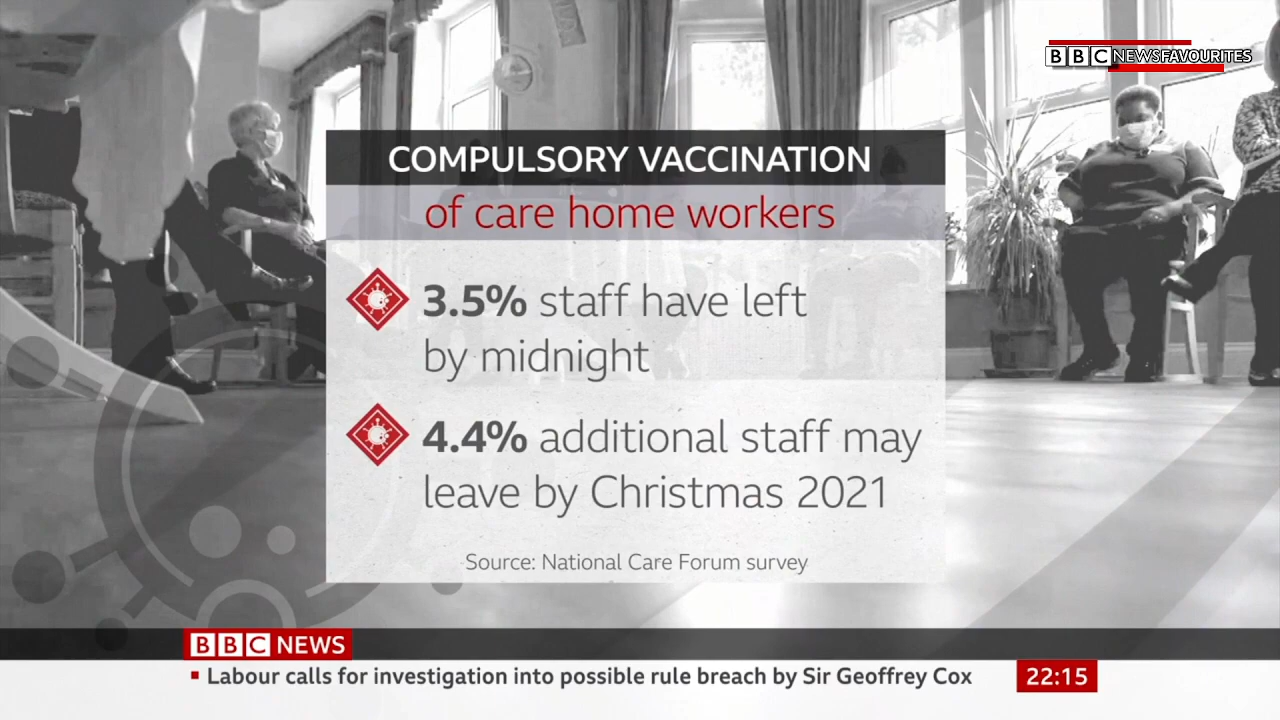 BBC NEWSFAVOURITES
COMPULSORY VACCINATION
of care home workers
3.5% staff have left
by midnight
4.4% additional staff may
leave by Christmas 2021
Source: National Care Forum survey
BBC NEWS
Labour calls for investigation into possible rule breach by Sir Geoffrey Cox
22:15